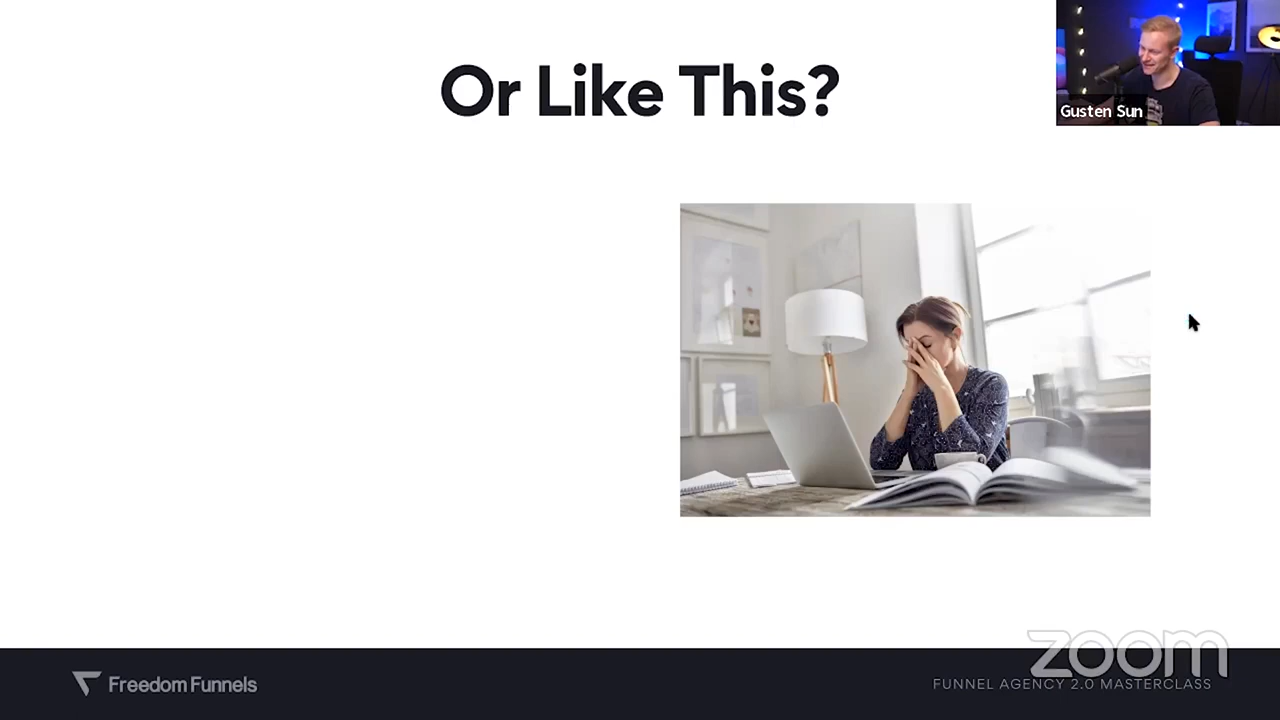 Or Like This?
Gusten Sun
zoom
Freedom Funnels
FUNNEL AGENCY 2.0 MASTERCLASS